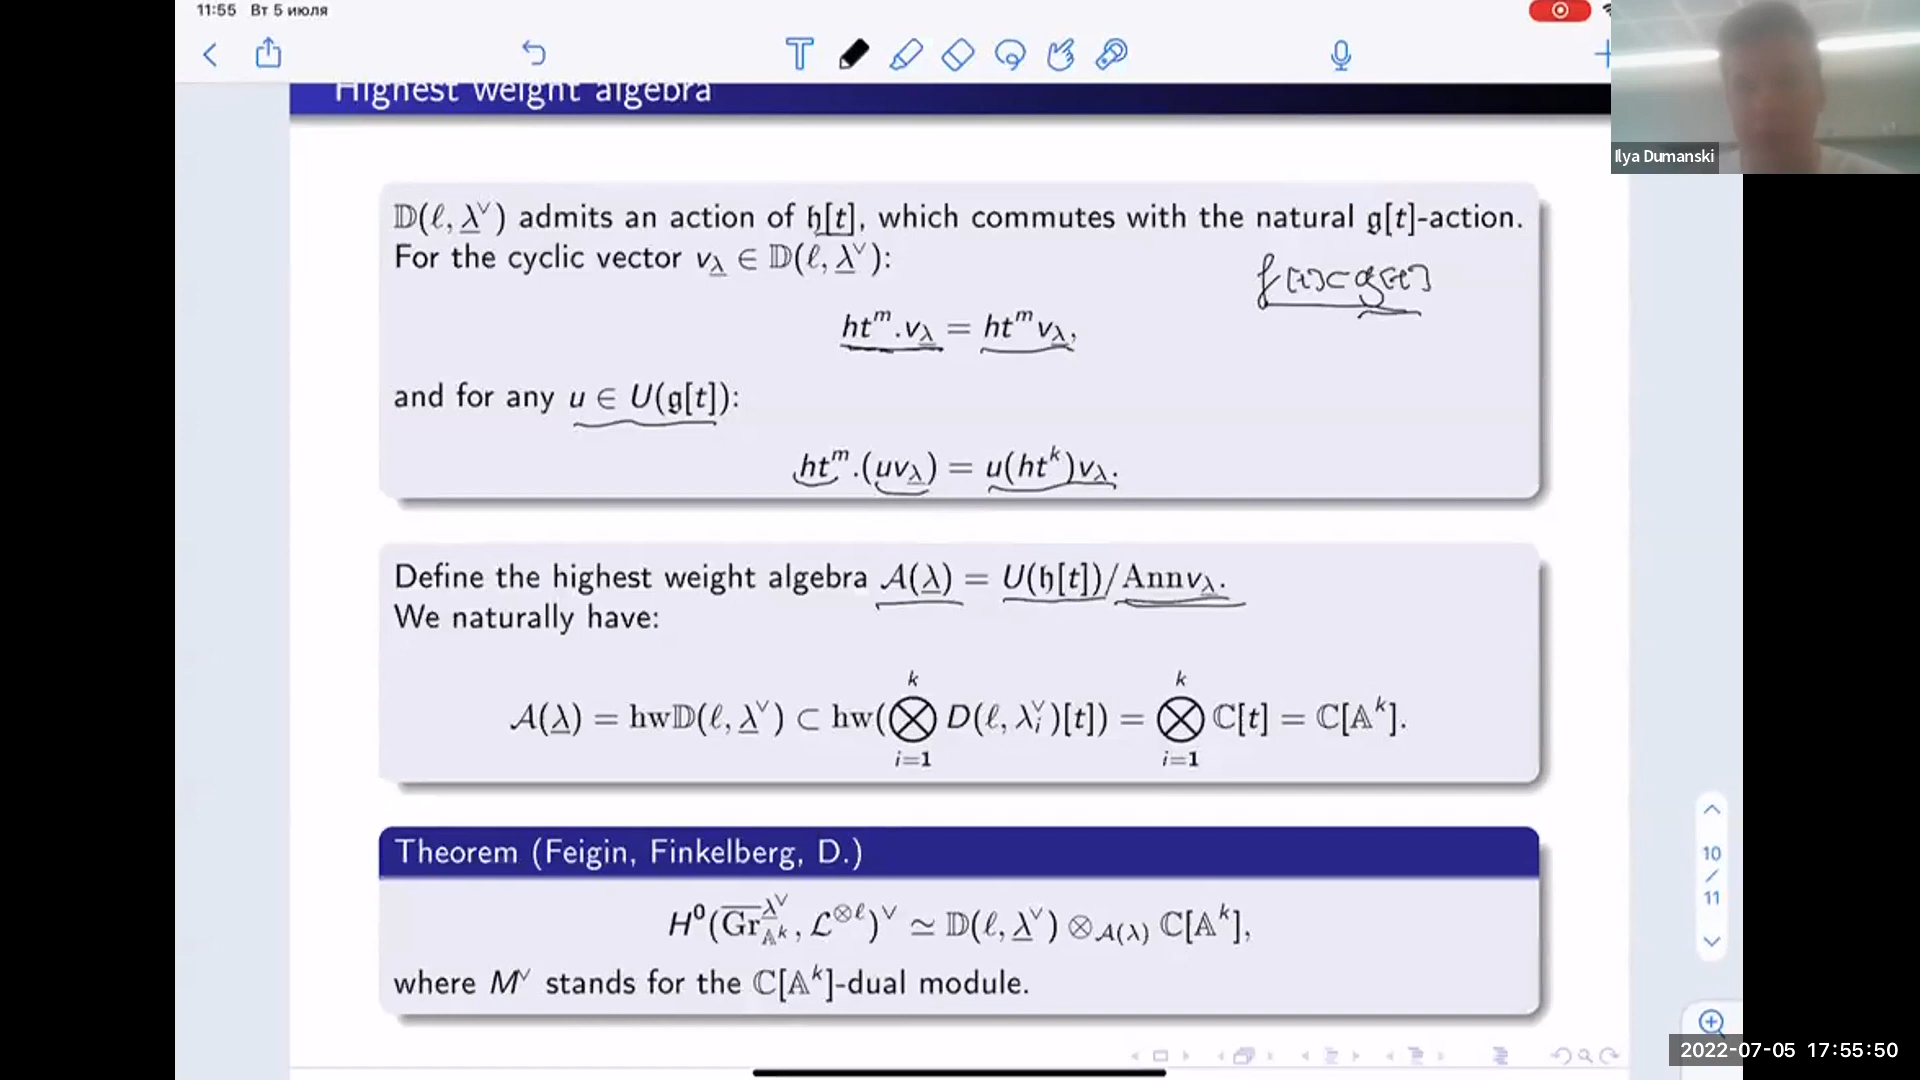 11:55 Вт 5 июля
Highest weight algebra
Ilya Dumanski
𝔻(ℓ, λ̲^∨) admits an action of 𝔥[t], which commutes with the natural 𝔤[t]-action.
For the cyclic vector v_λ̲ ∈ 𝔻(ℓ, λ̲^∨):
𝔥[t]⊂𝔤[t]
ht^m.v_λ̲ = ht^m v_λ̲,
and for any u ∈ U(𝔤[t]):
ht^m.(uv_λ̲) = u(ht^k)v_λ̲.
Define the highest weight algebra 𝒜(λ̲) = U(𝔥[t])/Annv_λ̲.
We naturally have:
𝒜(λ̲) = hw𝔻(ℓ, λ̲^∨) ⊂ hw(⨂_{i=1}^k D(ℓ, λ_i^∨)[t]) = ⨂_{i=1}^k ℂ[t] = ℂ[𝔸^k].
Theorem (Feigin, Finkelberg, D.)
H^0(\overline{Gr}_{𝔸^k}^{λ̲^∨}, ℒ^{⊗ℓ})^∨ ≃ 𝔻(ℓ, λ̲^∨) ⊗_{𝒜(λ)} ℂ[𝔸^k],
where M^∨ stands for the ℂ[𝔸^k]-dual module.
10
/
11
2022-07-05 17:55:50